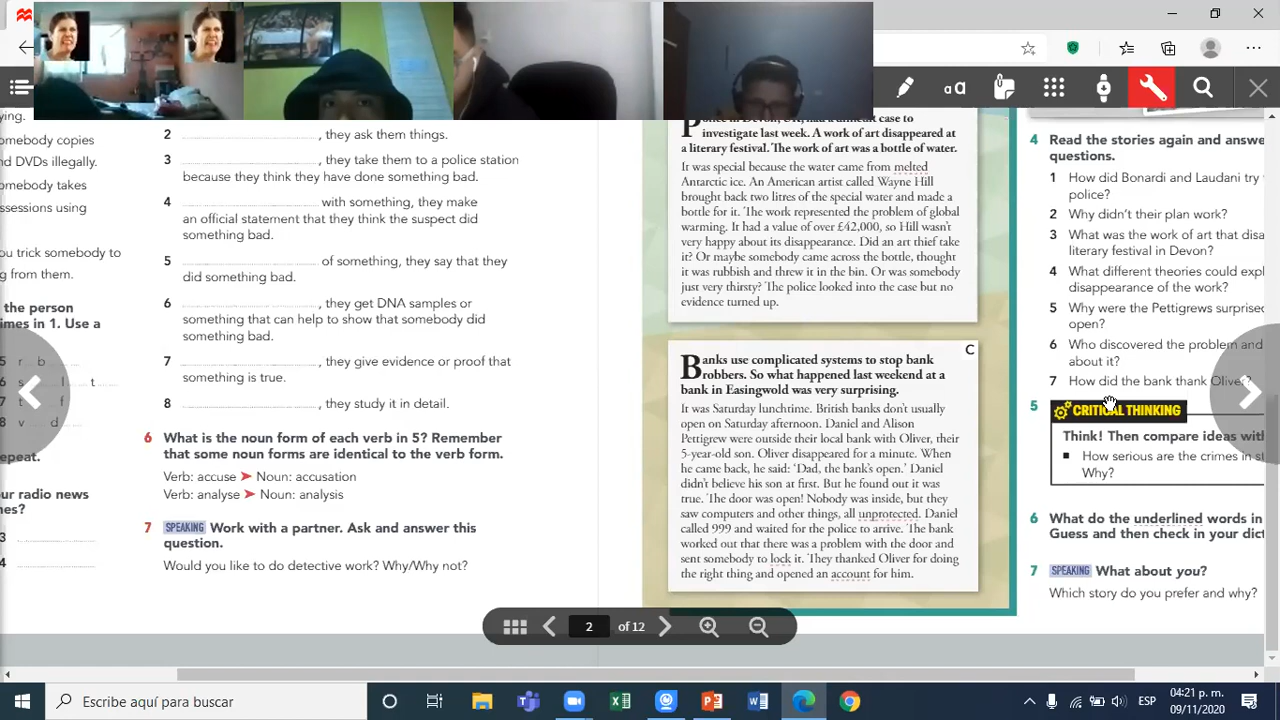 ying.
omebody copies
nd DVDs illegally.
omebody takes
ssessions using
ou trick somebody to
g from them.
the person
imes in 1. Use a
5 r b
6 s l t
7 t f
8 v d
epeat.
ur radio news
nes?
3
4
2 , they ask them things.
3 , they take them to a police station
because they think they have done something bad.
4 with something, they make
an official statement that they think the suspect did
something bad.
5 of something, they say that they
did something bad.
6 , they get DNA samples or
something that can help to show that somebody did
something bad.
7 , they give evidence or proof that
something is true.
8 , they study it in detail.
6 What is the noun form of each verb in 5? Remember
that some noun forms are identical to the verb form.
Verb: accuse ➤ Noun: accusation
Verb: analyse ➤ Noun: analysis
7 SPEAKING Work with a partner. Ask and answer this
question.
Would you like to do detective work? Why/Why not?
Police in Devon, UK, had a difficult case to
investigate last week. A work of art disappeared at
a literary festival. The work of art was a bottle of water.
It was special because the water came from melted
Antarctic ice. An American artist called Wayne Hill
brought back two litres of the special water and made a
bottle for it. The work represented the problem of global
warming. It had a value of over £42,000, so Hill wasn't
very happy about its disappearance. Did an art thief take
it? Or maybe somebody came across the bottle, thought
it was rubbish and threw it in the bin. Or was somebody
just very thirsty? The police looked into the case but no
evidence turned up.
C
Banks use complicated systems to stop bank
robbers. So what happened last weekend at a
bank in Easingwold was very surprising.
It was Saturday lunchtime. British banks don't usually
open on Saturday afternoon. Daniel and Alison
Pettigrew were outside their local bank with Oliver, their
5-year-old son. Oliver disappeared for a minute. When
he came back, he said: 'Dad, the bank's open.' Daniel
didn't believe his son at first. But he found out it was
true. The door was open! Nobody was inside, but they
saw computers and other things, all unprotected. Daniel
called 999 and waited for the police to arrive. The bank
worked out that there was a problem with the door and
sent somebody to lock it. They thanked Oliver for doing
the right thing and opened an account for him.
4 Read the stories again and answ
questions.
1 How did Bonardi and Laudani try
police?
2 Why didn't their plan work?
3 What was the work of art that disa
literary festival in Devon?
4 What different theories could expl
disappearance of the work?
5 Why were the Pettigrews surprised
open?
6 Who discovered the problem and
about it?
7 How did the bank thank Oliver?
5 CRITICAL THINKING
Think! Then compare ideas with
■ How serious are the crimes in st
Why?
6 What do the underlined words in
Guess and then check in your dict
7 SPEAKING What about you?
Which story do you prefer and why?
2 of 12
aa
Escribe aquí para buscar
ESP
04:21 p. m.
09/11/2020